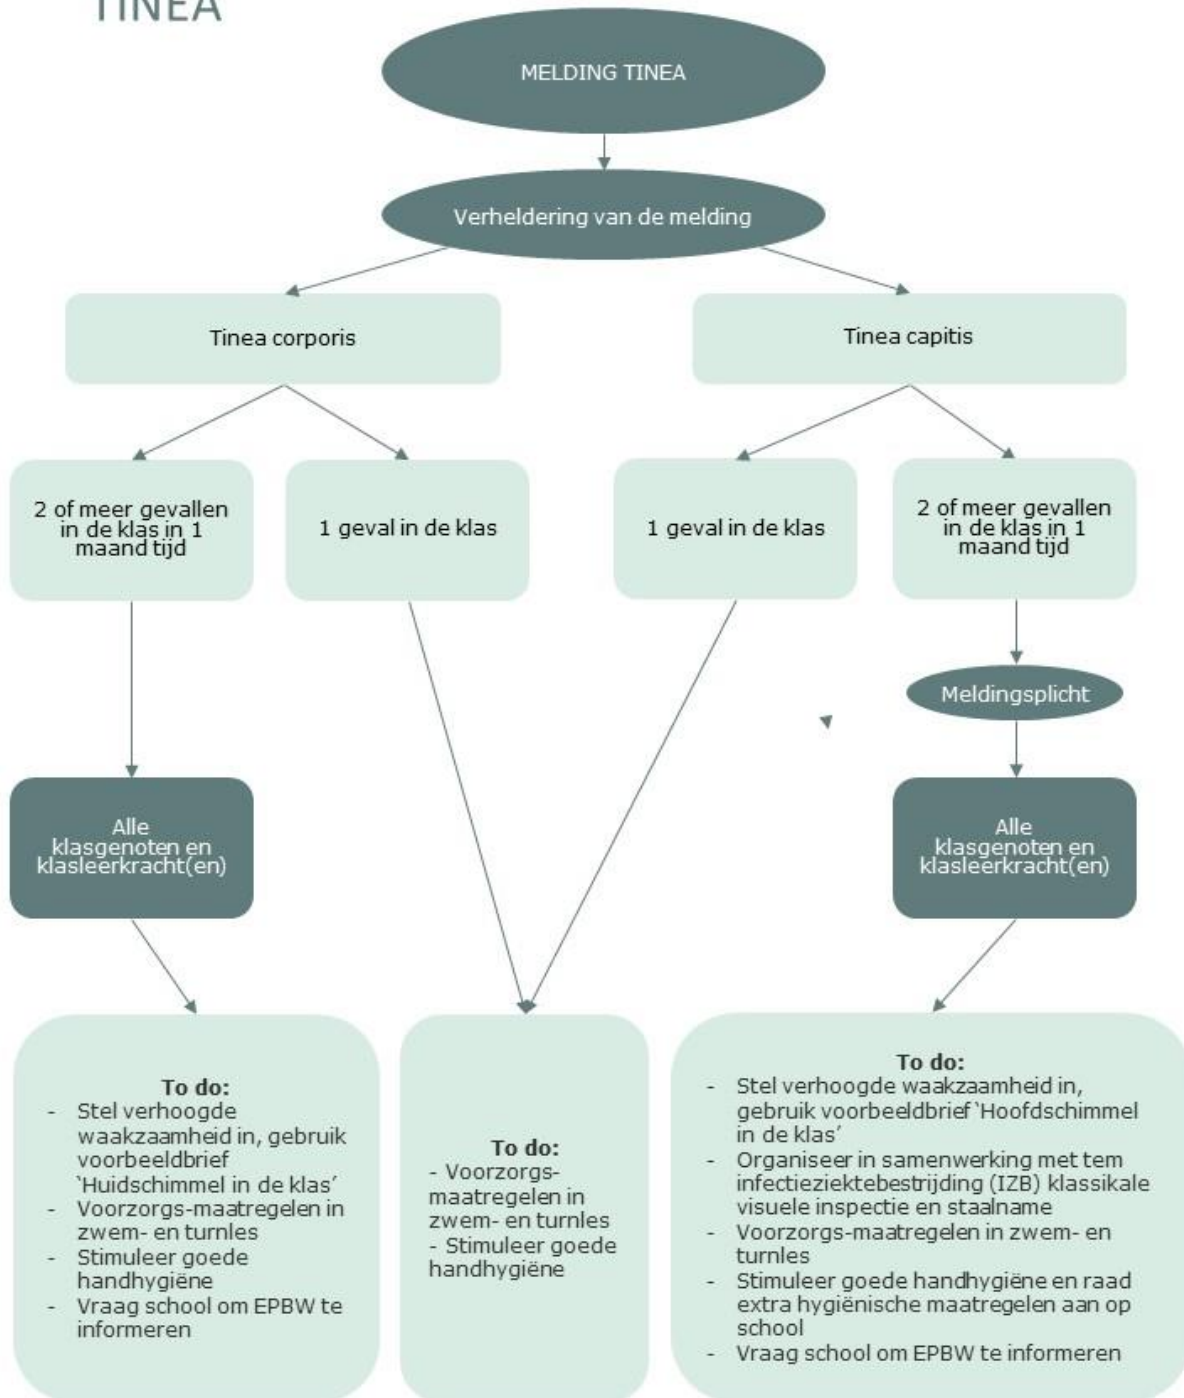 TINEA
MELDING TINEA
Verheldering van de melding
Tinea corporis
Tinea capitis
2 of meer gevallen
in de klas in 1
maand tijd
1 geval in de klas
1 geval in de klas
2 of meer gevallen
in de klas in 1
maand tijd
Meldingsplicht
Alle
klasgenoten en
klasleerkracht(en)
Alle
klasgenoten en
klasleerkracht(en)
To do:
- Stel verhoogde
waakzaamheid in, gebruik
voorbeeldbrief
‘Huidschimmel in de klas’
- Voorzorgs-maatregelen in
zwem- en turnles
- Stimuleer goede
handhygiëne
- Vraag school om EPBW te
informeren
To do:
- Voorzorgs-
maatregelen in
zwem- en turnles
- Stimuleer goede
handhygiëne
To do:
- Stel verhoogde waakzaamheid in,
gebruik voorbeeldbrief ‘Hoofdschimmel
in de klas’
- Organiseer in samenwerking met tem
infectieziektebestrijding (IZB) klassikale
visuele inspectie en staalname
- Voorzorgs-maatregelen in zwem- en
turnles
- Stimuleer goede handhygiëne en raad
extra hygiënische maatregelen aan op
school
- Vraag school om EPBW te informeren